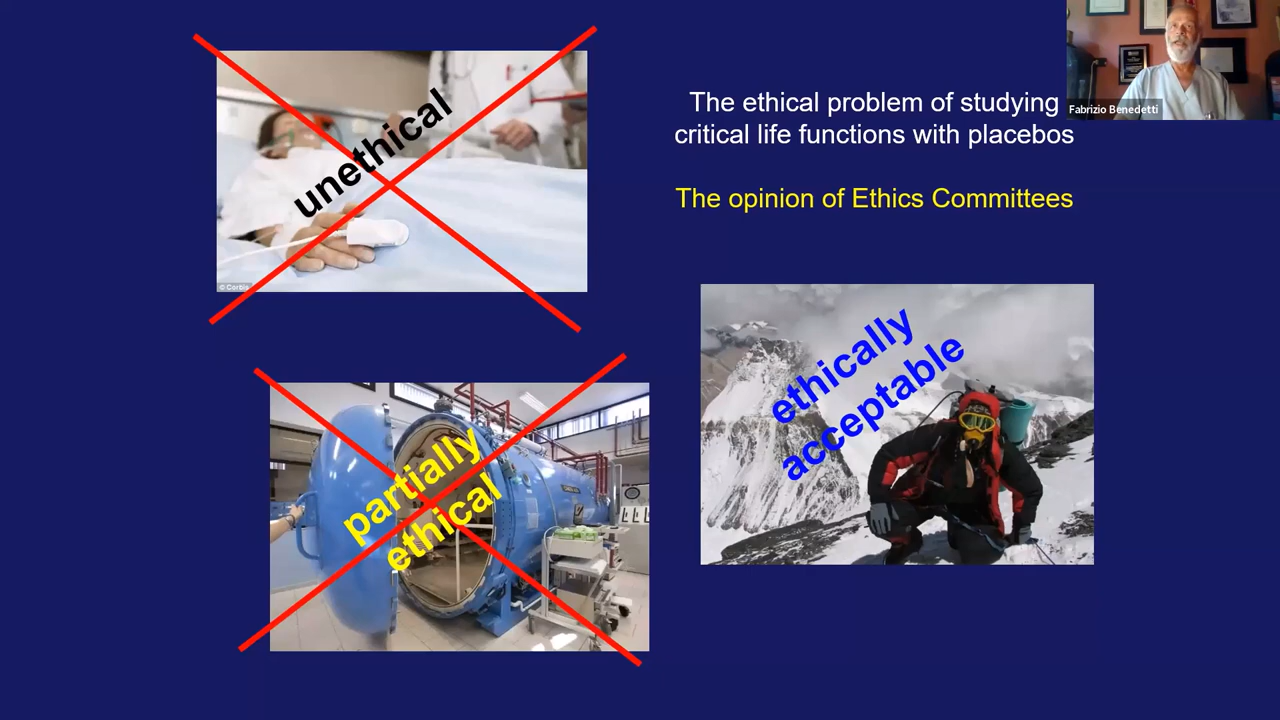 unethical
© Corbis
The ethical problem of studying
critical life functions with placebos
The opinion of Ethics Committees
Fabrizio Benedetti
partially
ethical
ethically
acceptable